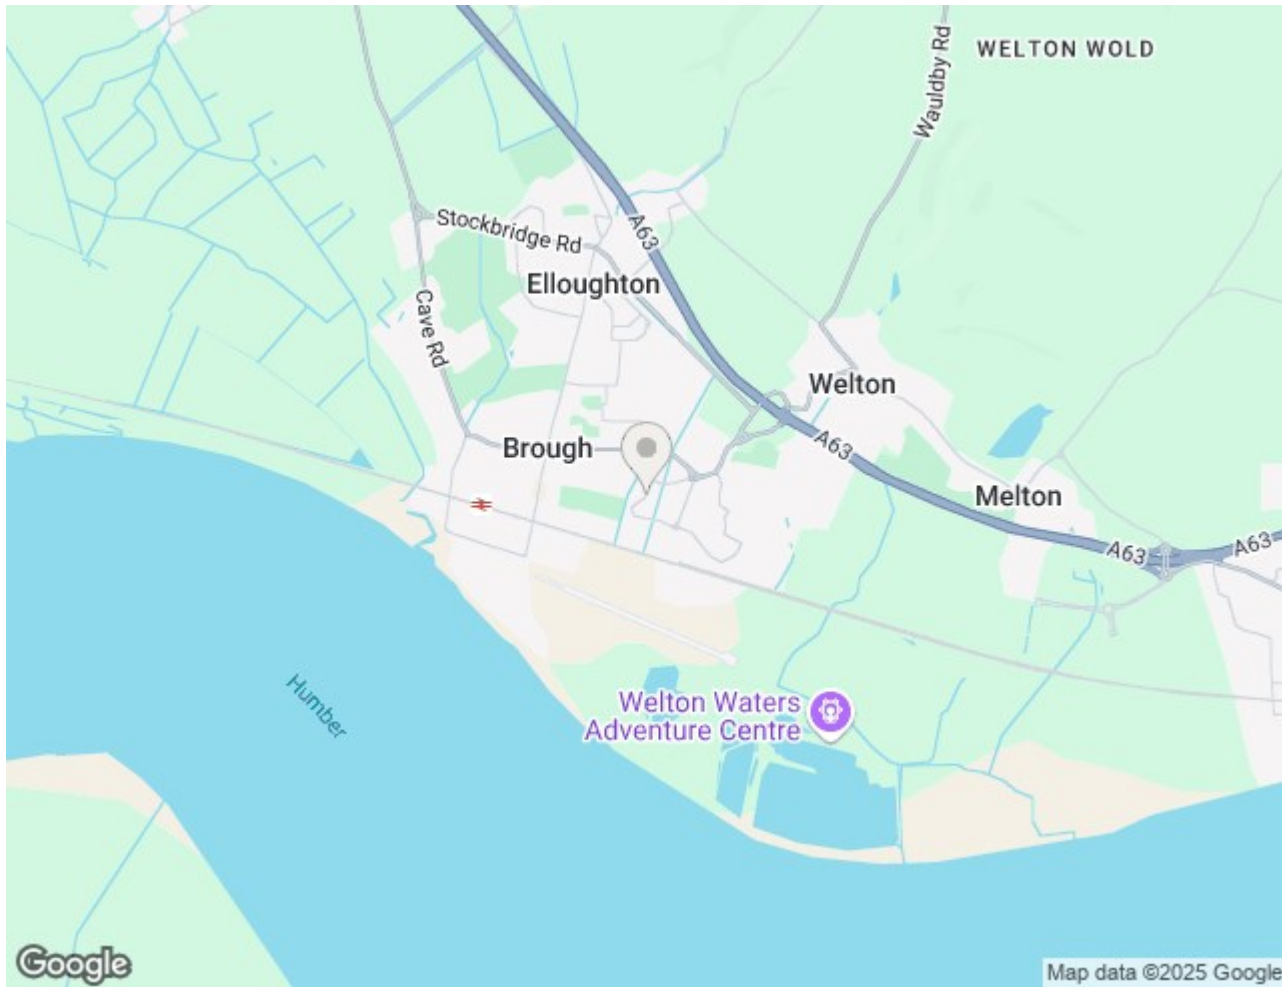 WELTON WOLD
Wauldby Rd
Stockbridge Rd
A63
Elloughton
Cave Rd
Welton
Brough
A63
Melton
A63
A63
Humber
Welton Waters
Adventure Centre
Google
Map data ©2025 Google